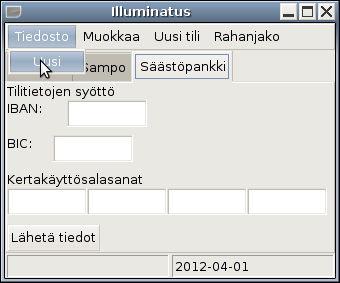 Illuminatus
Tiedosto Muokkaa Uusi tili Rahanjako
Uusi
Sampo Säästöpankki
Tilitietojen syöttö
IBAN:
BIC:
Kertakäyttösalasanat
Lähetä tiedot
2012-04-01